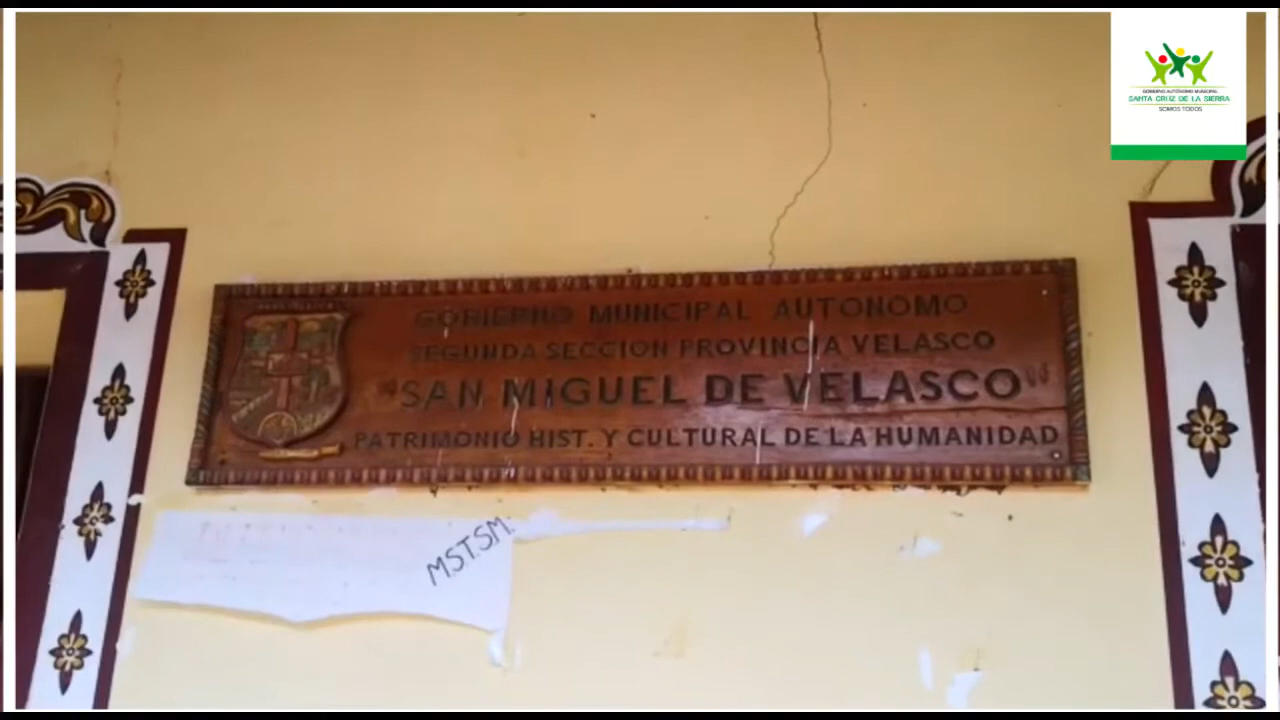 GOBIERNO AUTÓNOMO MUNICIPAL
SANTA CRUZ DE LA SIERRA
SOMOS TODOS
GOBIERNO MUNICIPAL AUTONOMO
SEGUNDA SECCION PROVINCIA VELASCO
"SAN MIGUEL DE VELASCO"
PATRIMONIO HIST. Y CULTURAL DE LA HUMANIDAD
M.S.T.S.M.